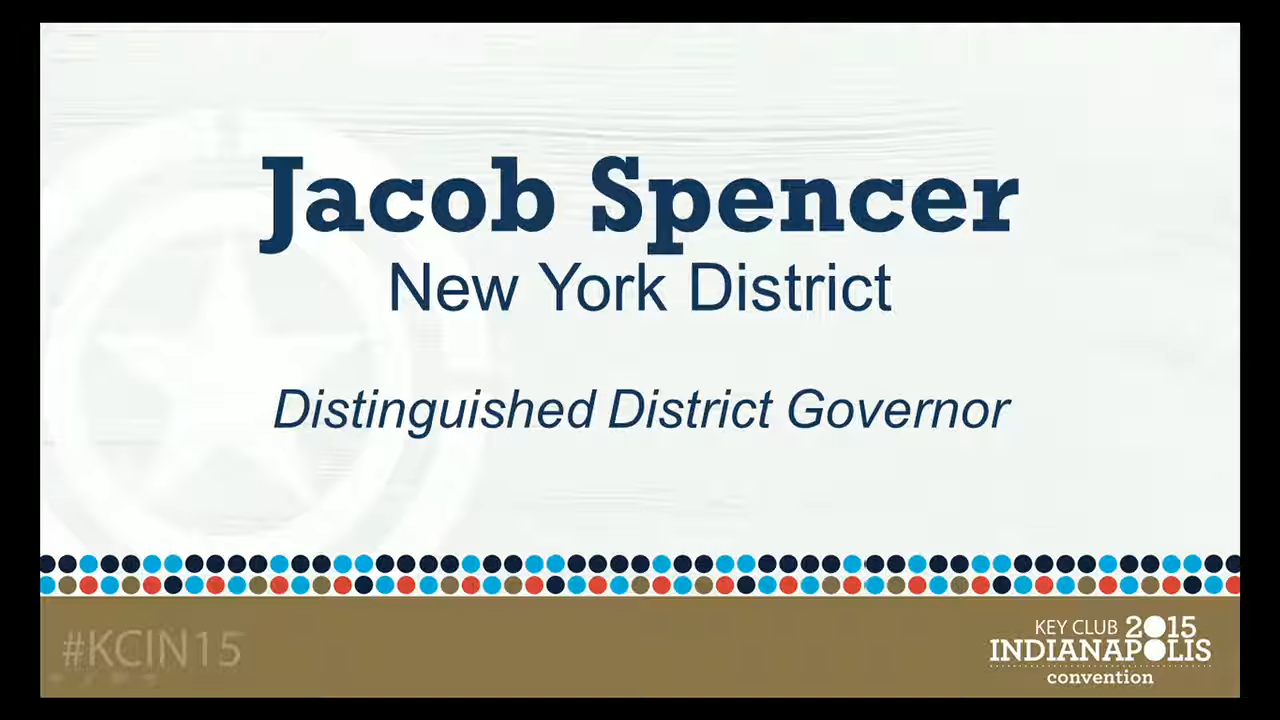 Jacob Spencer
New York District
Distinguished District Governor
#KCIN15
KEY CLUB 2015
INDIANAPOLIS
convention